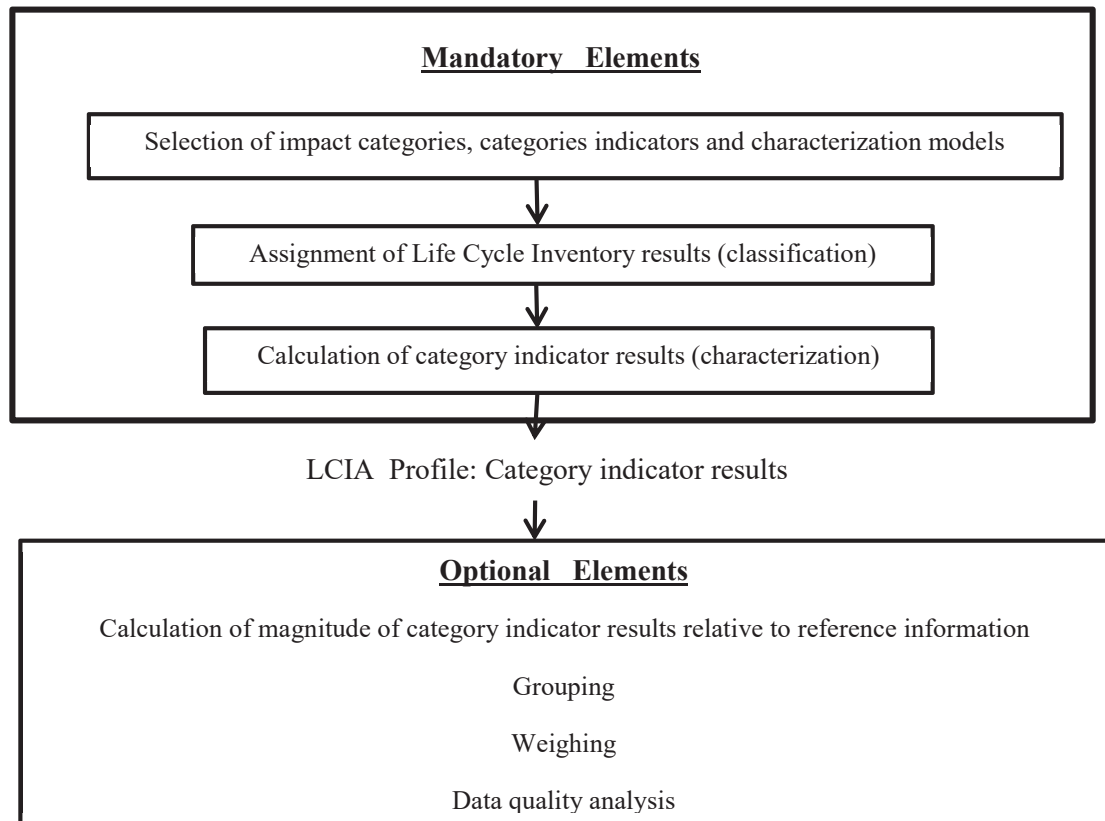 Mandatory Elements
Selection of impact categories, categories indicators and characterization models
Assignment of Life Cycle Inventory results (classification)
Calculation of category indicator results (characterization)
LCIA Profile: Category indicator results
Optional Elements
Calculation of magnitude of category indicator results relative to reference information
Grouping
Weighing
Data quality analysis